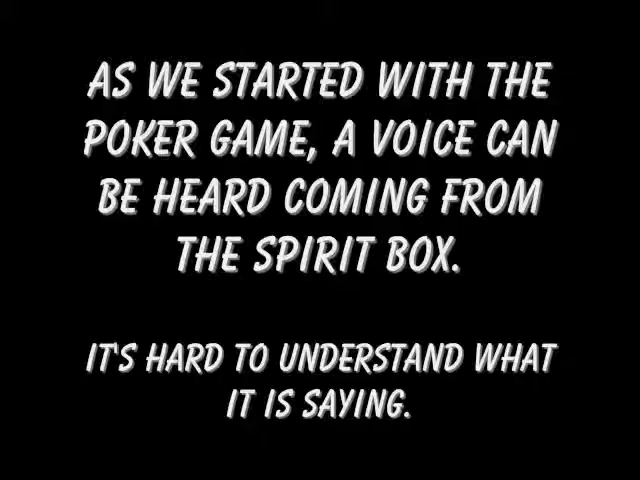 AS WE STARTED WITH THE
POKER GAME, A VOICE CAN
BE HEARD COMING FROM
THE SPIRIT BOX.
IT'S HARD TO UNDERSTAND WHAT
IT IS SAYING.